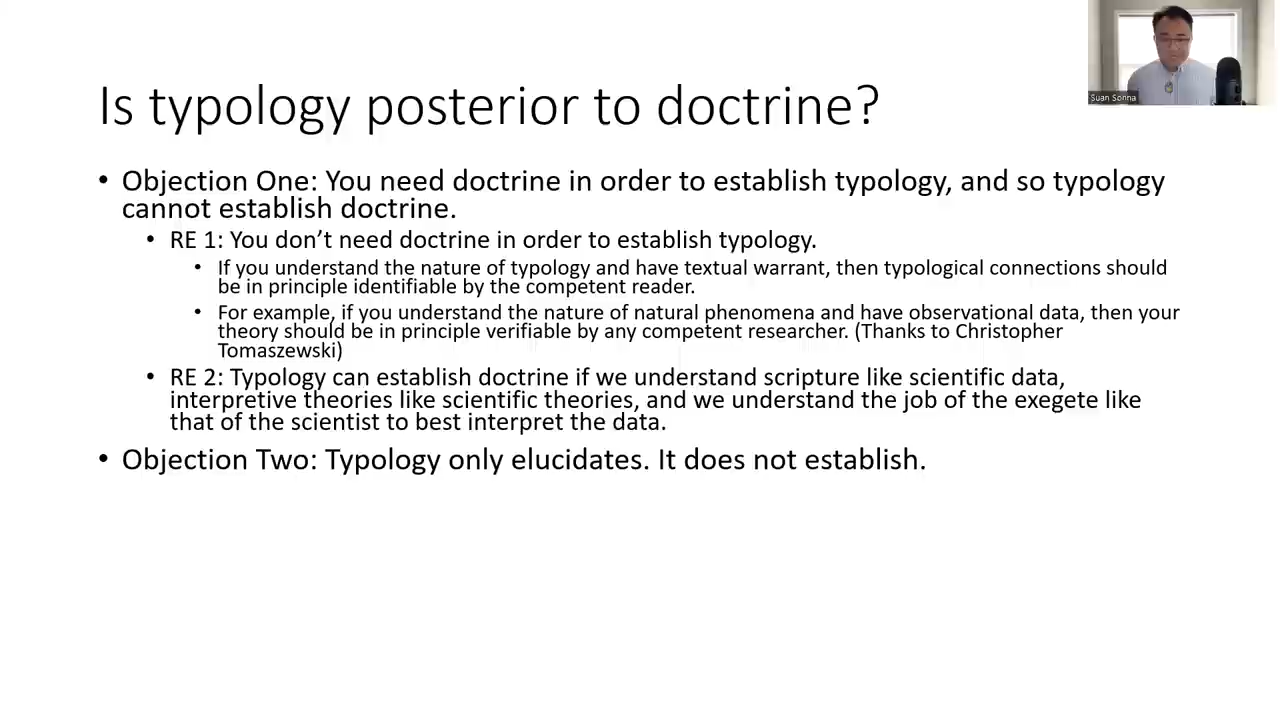 Suan Sonna
Is typology posterior to doctrine?
• Objection One: You need doctrine in order to establish typology, and so typology
cannot establish doctrine.
• RE 1: You don’t need doctrine in order to establish typology.
• If you understand the nature of typology and have textual warrant, then typological connections should
be in principle identifiable by the competent reader.
• For example, if you understand the nature of natural phenomena and have observational data, then your
theory should be in principle verifiable by any competent researcher. (Thanks to Christopher
Tomaszewski)
• RE 2: Typology can establish doctrine if we understand scripture like scientific data,
interpretive theories like scientific theories, and we understand the job of the exegete like
that of the scientist to best interpret the data.
• Objection Two: Typology only elucidates. It does not establish.